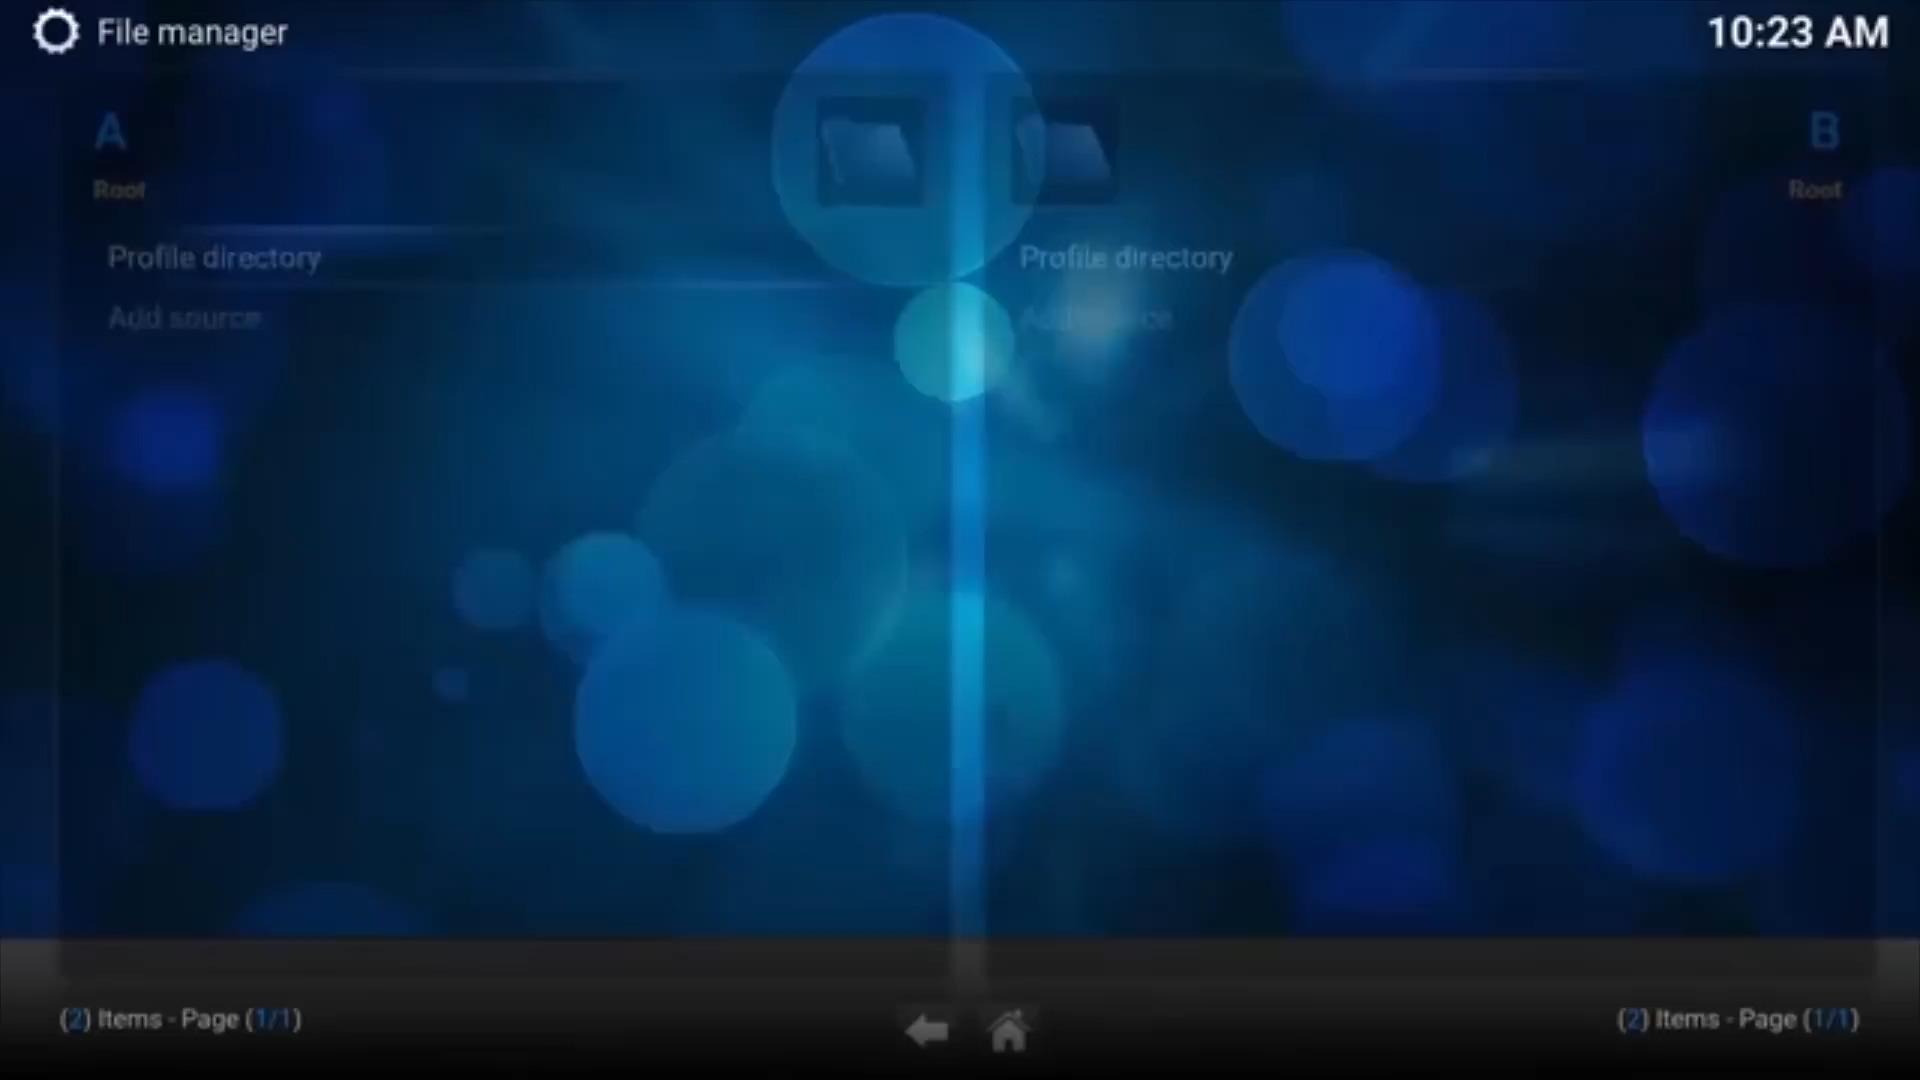 File manager
10:23 AM
A
B
Root
Root
Profile directory
Profile directory
Add source
(2) Items - Page (1/1)
(2) Items - Page (1/1)